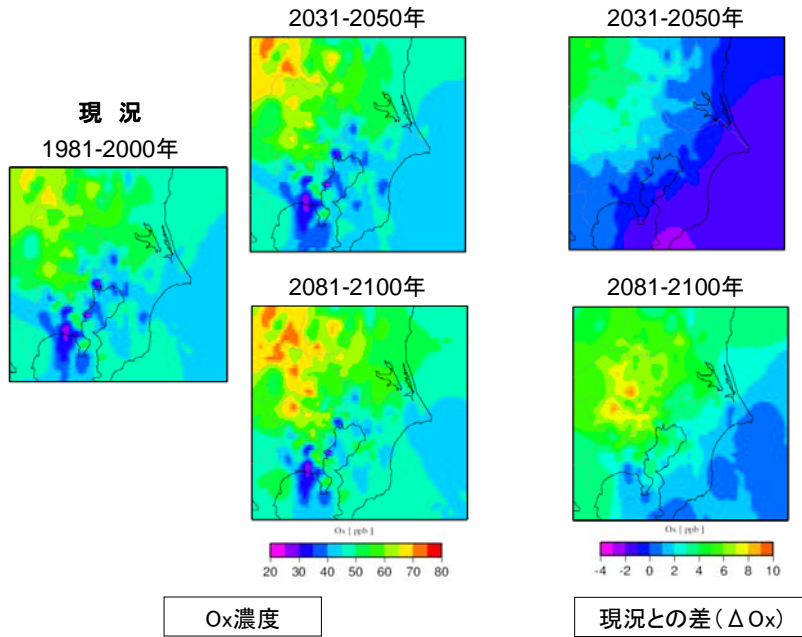 2031-2050年
2031-2050年
現 況
1981-2000年
2081-2100年
2081-2100年
Ox [ ppb ]
20 30 40 50 60 70 80
Ox [ ppb ]
-4 -2 0 2 4 6 8 10
Ox濃度
現況との差(ΔOx)